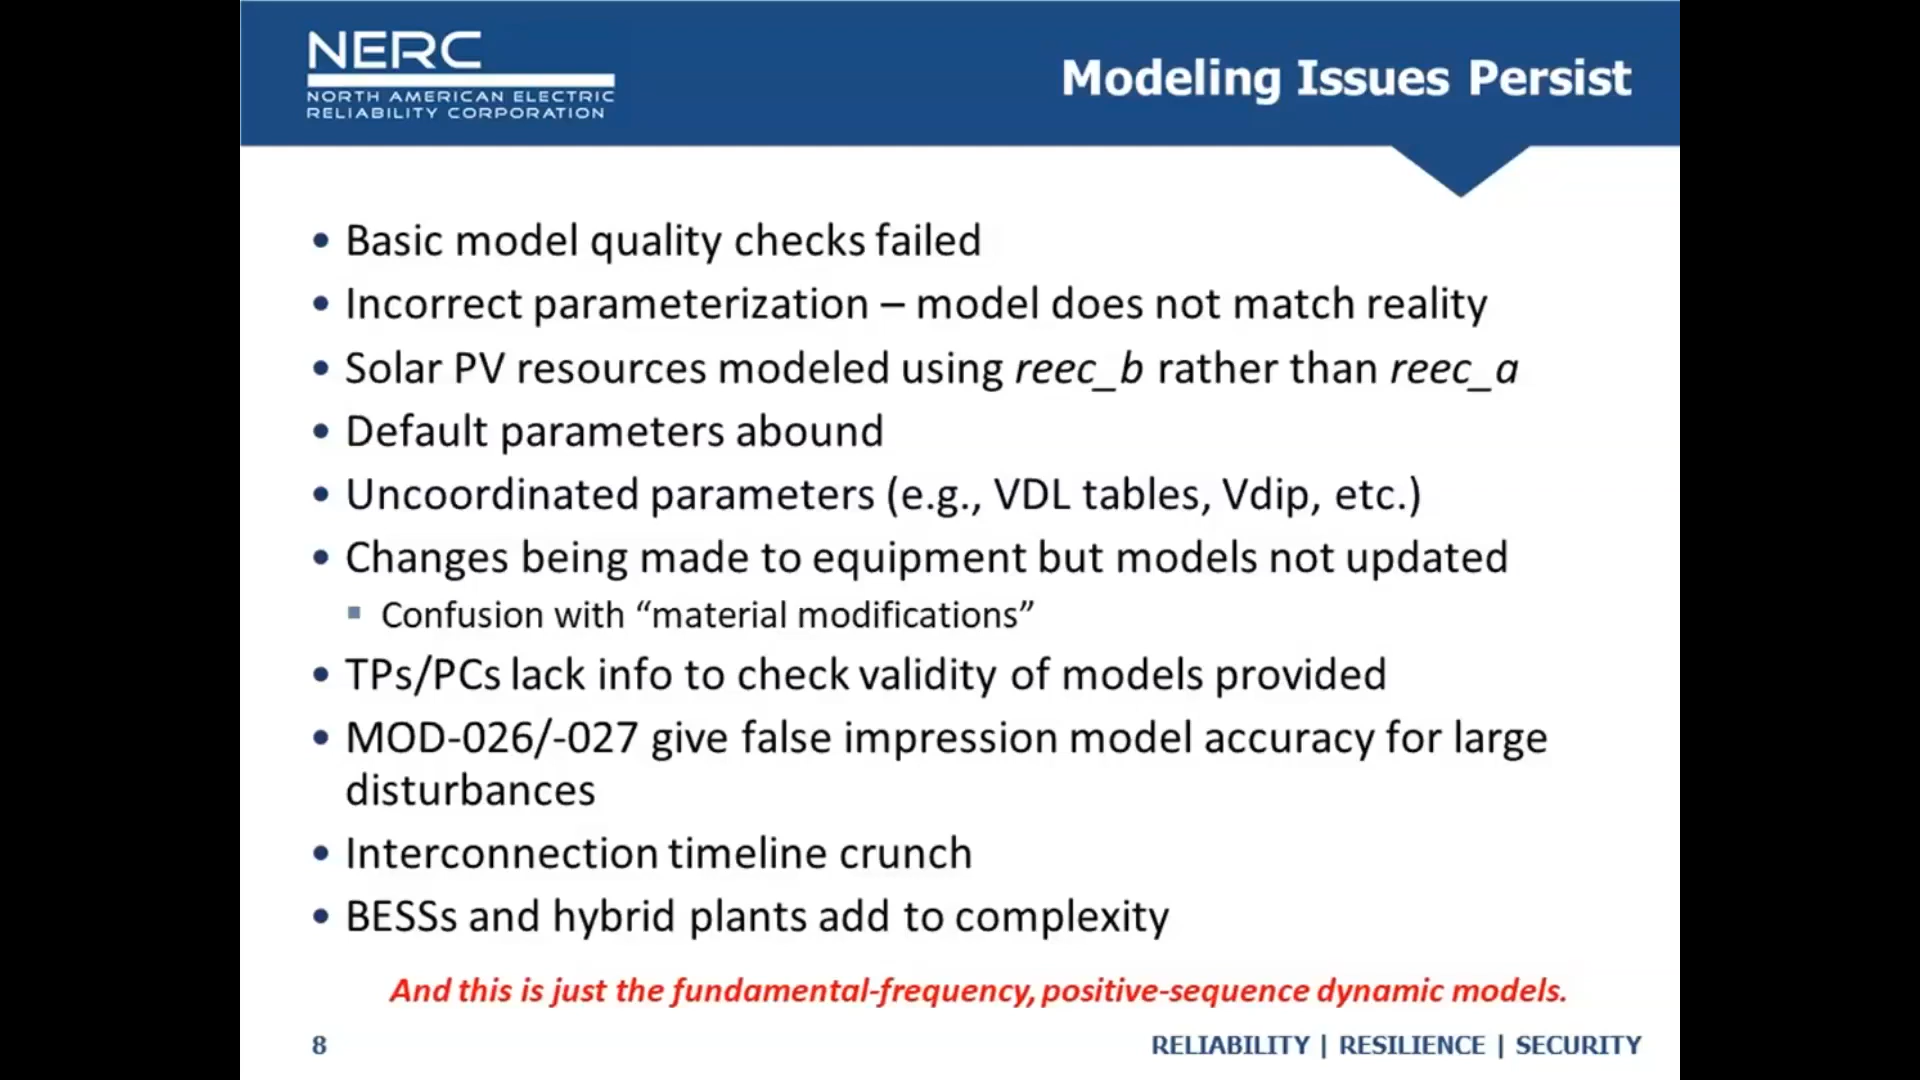 NERC
NORTH AMERICAN ELECTRIC
RELIABILITY CORPORATION
Modeling Issues Persist
• Basic model quality checks failed
• Incorrect parameterization – model does not match reality
• Solar PV resources modeled using reec_b rather than reec_a
• Default parameters abound
• Uncoordinated parameters (e.g., VDL tables, Vdip, etc.)
• Changes being made to equipment but models not updated
▪ Confusion with “material modifications”
• TPs/PCs lack info to check validity of models provided
• MOD-026/-027 give false impression model accuracy for large
disturbances
• Interconnection timeline crunch
• BESSs and hybrid plants add to complexity
And this is just the fundamental-frequency, positive-sequence dynamic models.
8
RELIABILITY | RESILIENCE | SECURITY